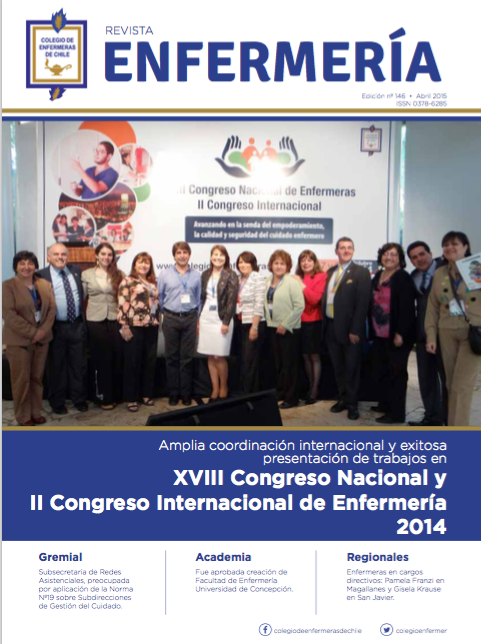 COLEGIO DE
ENFERMERAS
DE CHILE
REVISTA
ENFERMERÍA
Edición nº 146 • Abril 2015
ISSN 0378-6285
Congreso Nacional de Enfermeras
II Congreso Internacional
Avanzando en la senda del empoderamiento,
la calidad y seguridad del cuidado enfermero
Amplia coordinación internacional y exitosa
presentación de trabajos en
XVIII Congreso Nacional y
II Congreso Internacional de Enfermería
2014
Gremial
Subsecretaria de Redes
Asistenciales, preocupada
por aplicación de la Norma
Nº19 sobre Subdirecciones
de Gestión del Cuidado.
Academia
Fue aprobada creación de
Facultad de Enfermería
Universidad de Concepción.
Regionales
Enfermeras en cargos
directivos: Pamela Franzi en
Magallanes y Gisela Krause
en San Javier.
colegiodeenfermerasdechile
colegioenfermer